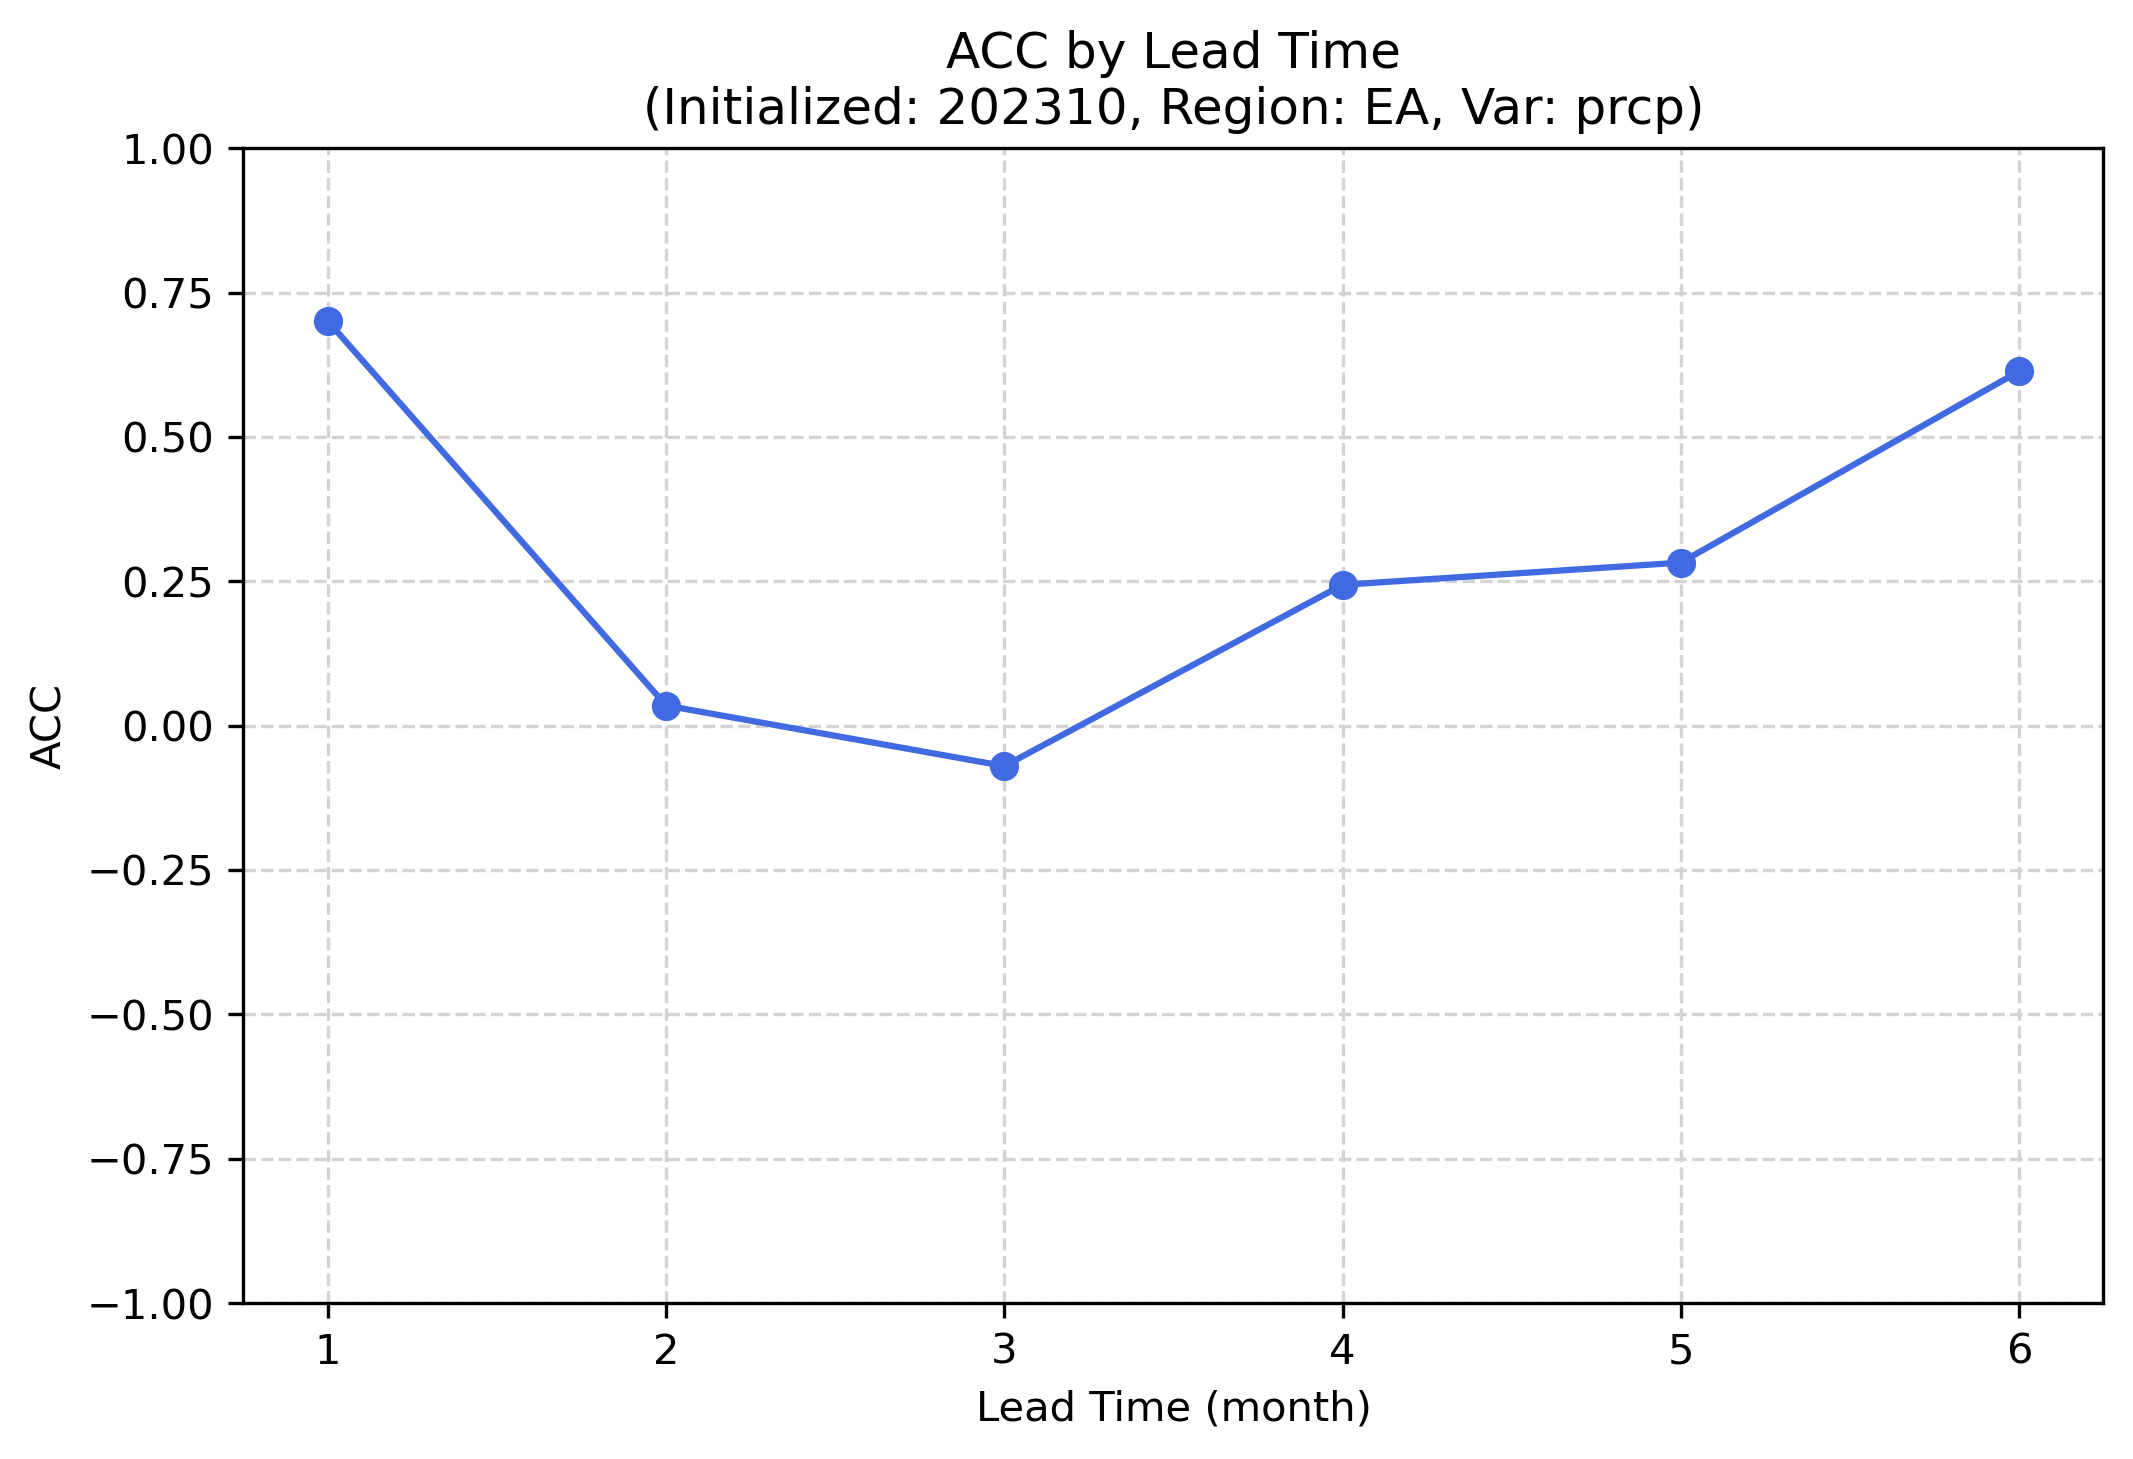 ACC by Lead Time
(Initialized: 202310, Region: EA, Var: prcp)
1.00
0.75
0.50
0.25
0.00
−0.25
−0.50
−0.75
−1.00
ACC
1 2 3 4 5 6
Lead Time (month)